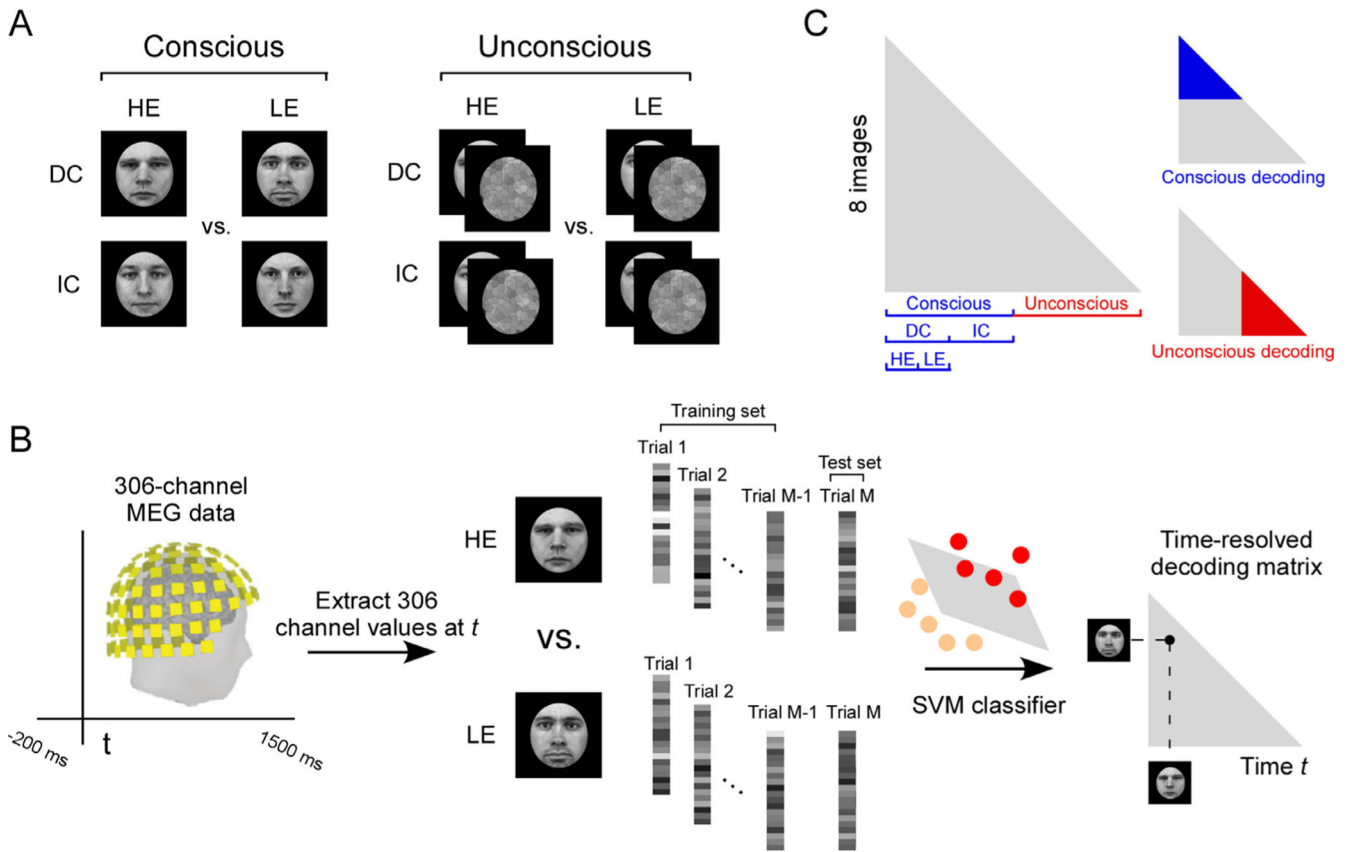 A
Conscious
Unconscious
HE
LE
HE
LE
DC
DC
vs.
vs.
IC
IC
C
8 images
Conscious
Unconscious
DC
IC
HE
LE
Conscious decoding
Unconscious decoding
B
306-channel
MEG data
-200 ms
t
1500 ms
Extract 306
channel values at t
HE
vs.
LE
Training set
Trial 1
Trial 2
Test set
Trial M-1
Trial M
Trial 1
Trial 2
Trial M-1
Trial M
SVM classifier
Time-resolved
decoding matrix
Time t